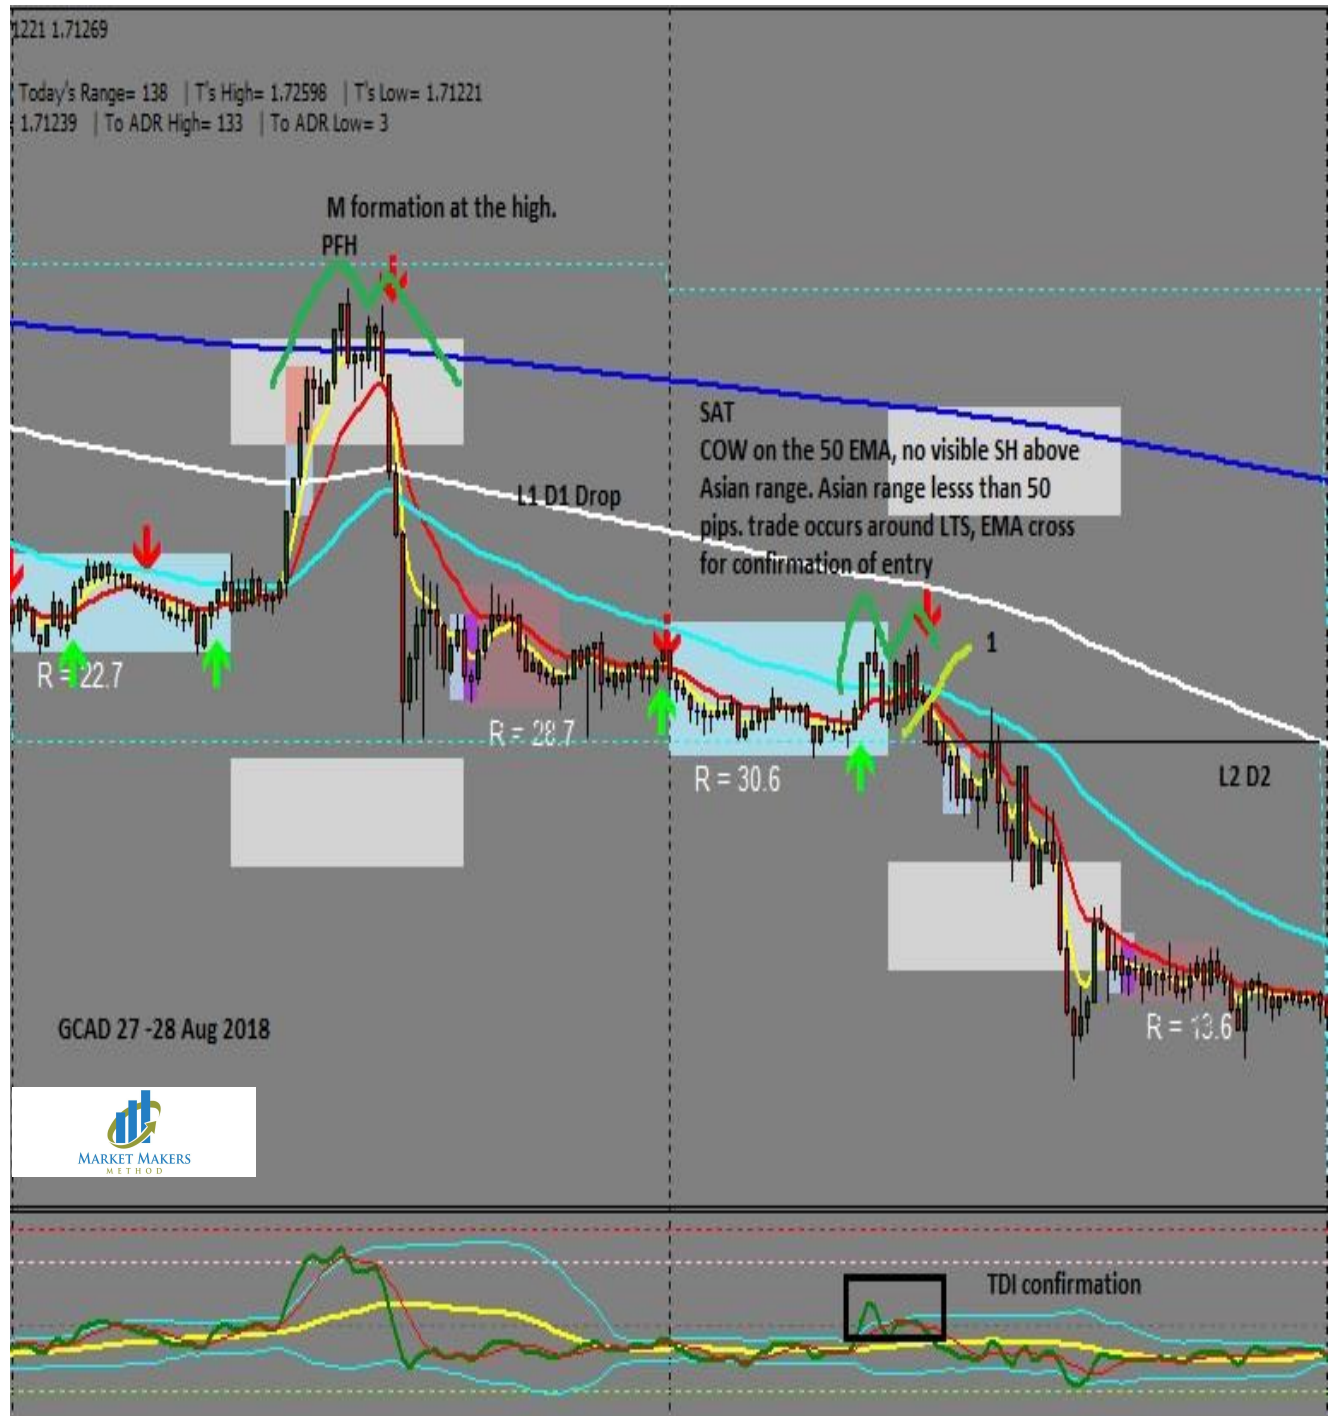 1221 1.71269
Today's Range= 138 | T's High= 1.72598 | T's Low= 1.71221
1.71239 | To ADR High= 133 | To ADR Low= 3
M formation at the high.
PFH
SAT
COW on the 50 EMA, no visible SH above
Asian range. Asian range lesss than 50
pips. trade occurs around LTS, EMA cross
for confirmation of entry
L1 D1 Drop
1
R = 22.7
R = 28.7
R = 30.6
L2 D2
R = 13.6
GCAD 27 -28 Aug 2018
MARKET MAKERS
METHOD
TDI confirmation